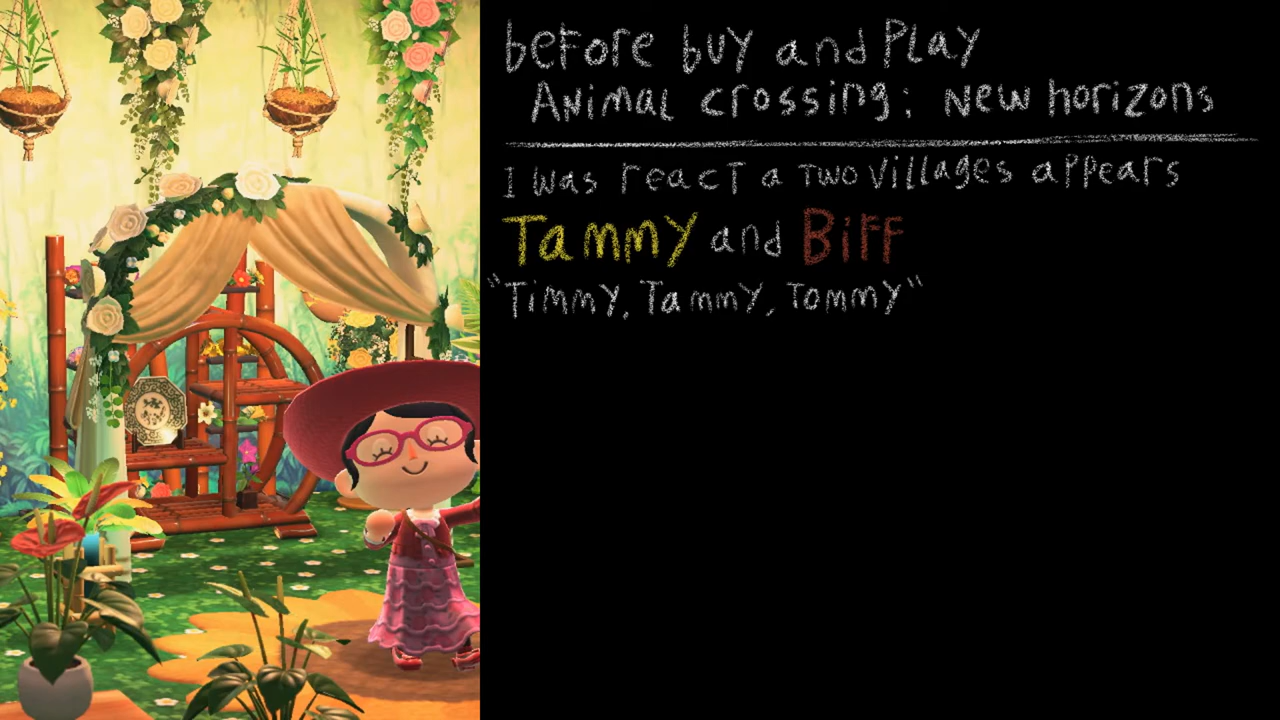 before buy and Play
Animal crossing: New horizons
I was react a two villages appears
Tammy and Biff
"Timmy, Tammy, Tommy"